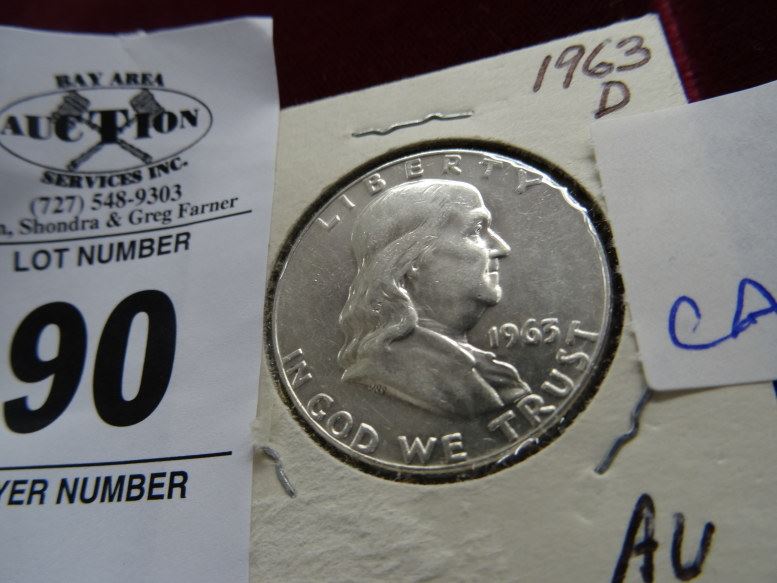 BAY AREA
AUCTION
SERVICES INC.
(727) 548-9303
Shondra & Greg Farner
LOT NUMBER
90
YER NUMBER
1963
D
LIBERTY
1963
IN GOD WE TRUST
CA
AU